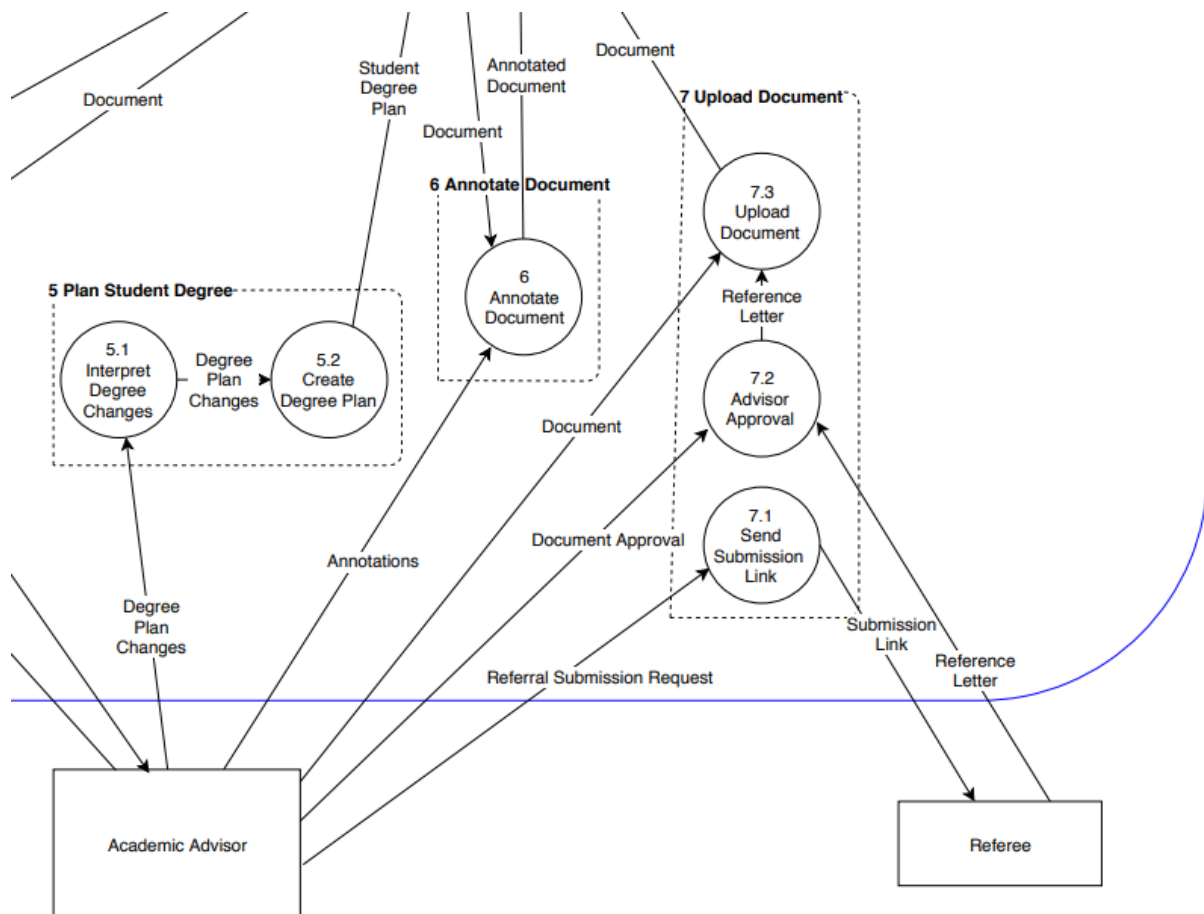 Document
Student
Degree
Plan
Annotated
Document
Document
Document
7 Upload Document
6 Annotate Document
7.3
Upload
Document
5 Plan Student Degree
6
Annotate
Document
Reference
Letter
5.1
Interpret
Degree
Changes
Degree
Plan
Changes
5.2
Create
Degree Plan
7.2
Advisor
Approval
Document
Document Approval
7.1
Send
Submission
Link
Annotations
Degree
Plan
Changes
Submission
Link
Reference
Letter
Referral Submission Request
Academic Advisor
Referee